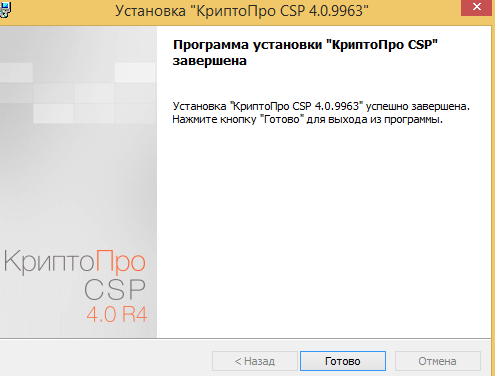 Установка "КриптоПро CSP 4.0.9963"
Программа установки "КриптоПро CSP"
завершена
Установка "КриптоПро CSP 4.0.9963" успешно завершена.
Нажмите кнопку "Готово" для выхода из программы.
КриптоПро
CSP
4.0 R4
< Назад
Готово
Отмена